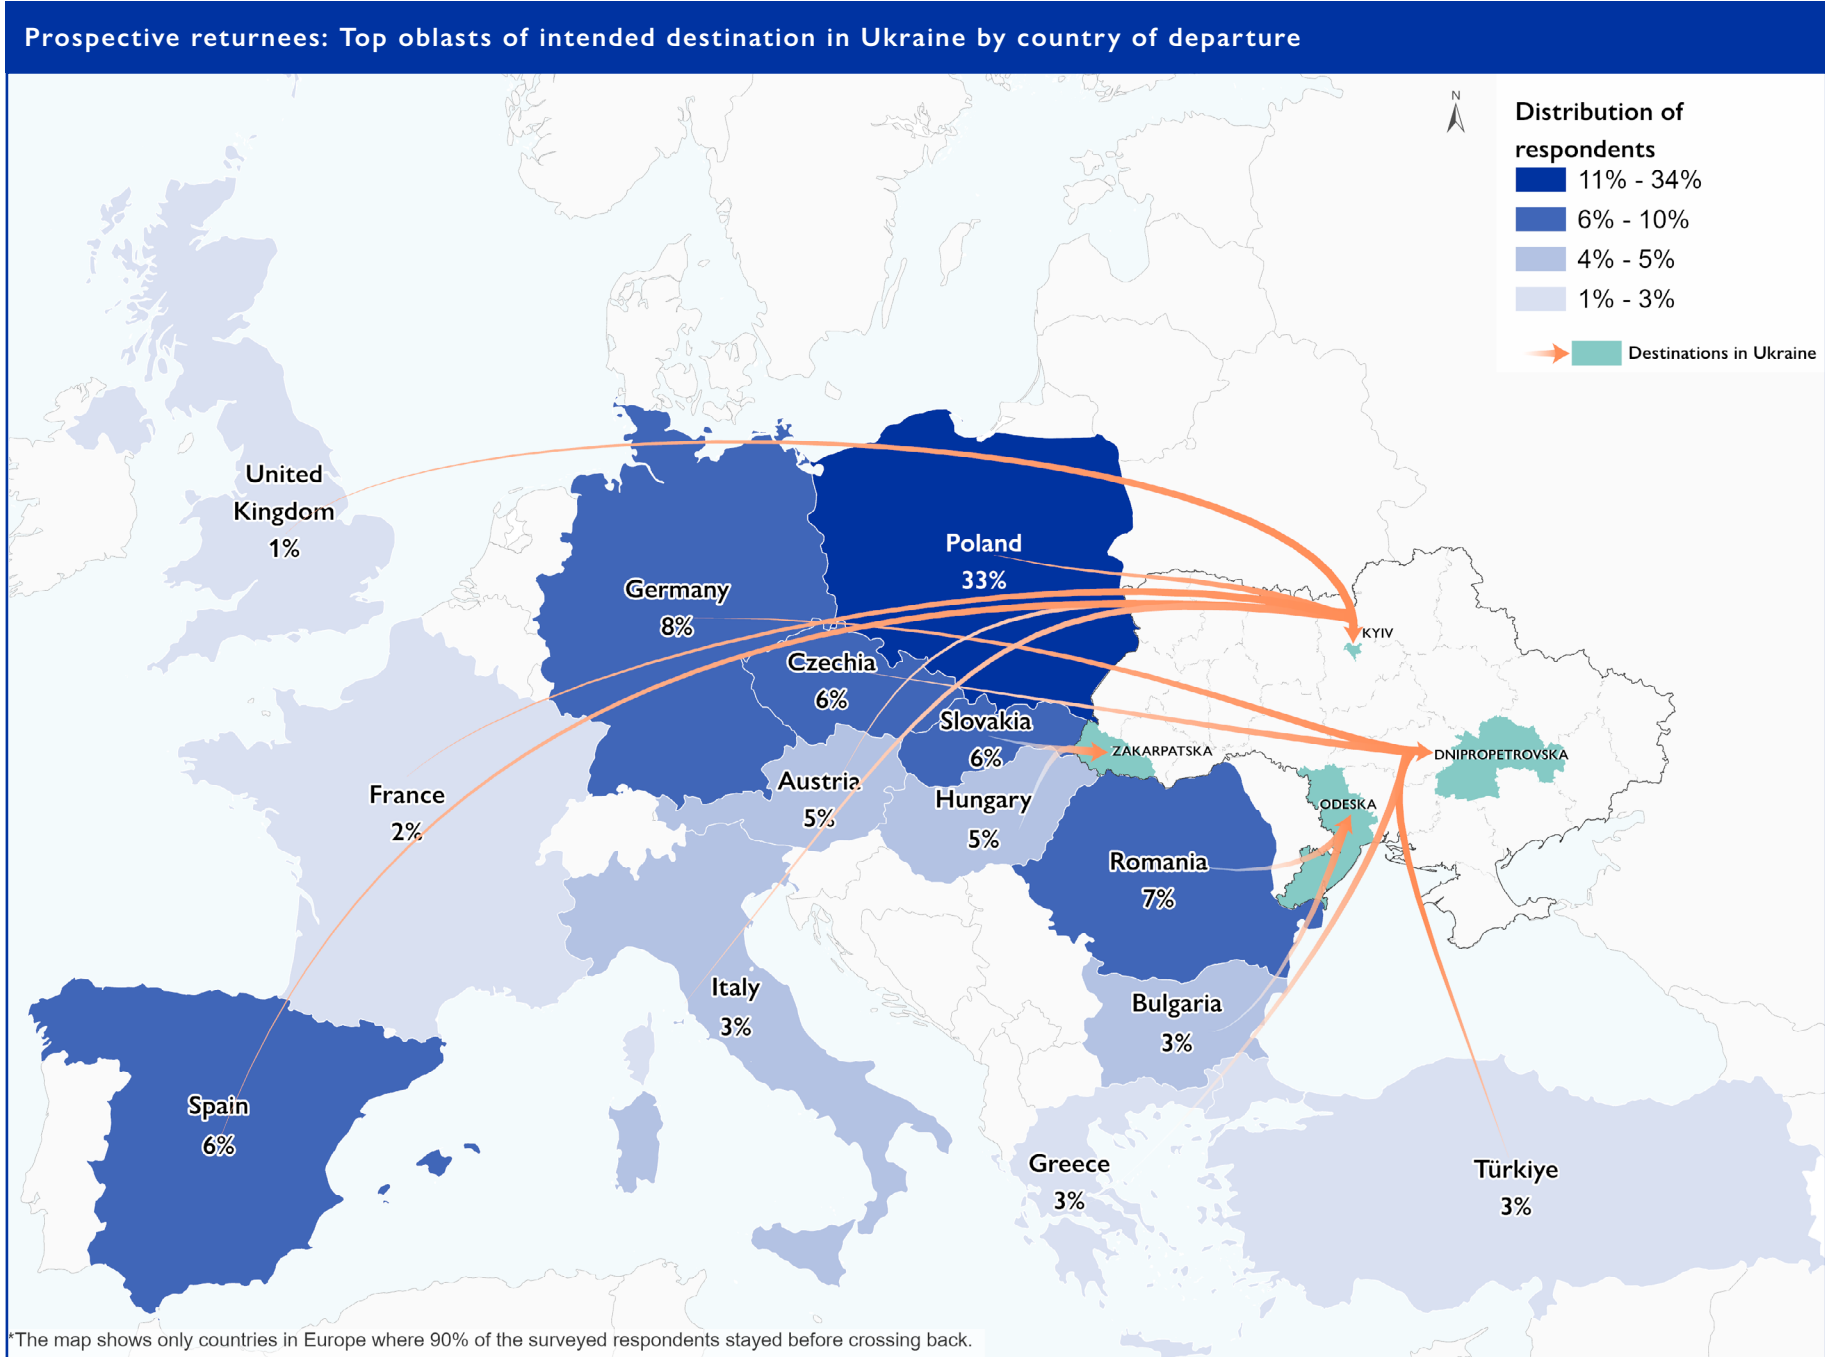 Prospective returnees: Top oblasts of intended destination in Ukraine by country of departure
N
Distribution of
respondents
11% - 34%
6% - 10%
4% - 5%
1% - 3%
Destinations in Ukraine
United
Kingdom
1%
Poland
33%
Germany
8%
KYIV
Czechia
6%
Slovakia
6%
ZAKARPATSKA
DNIPROPETROVSKA
Austria
5%
France
2%
Hungary
5%
ODESKA
Romania
7%
Italy
3%
Bulgaria
3%
Spain
6%
Greece
3%
Türkiye
3%
*The map shows only countries in Europe where 90% of the surveyed respondents stayed before crossing back.